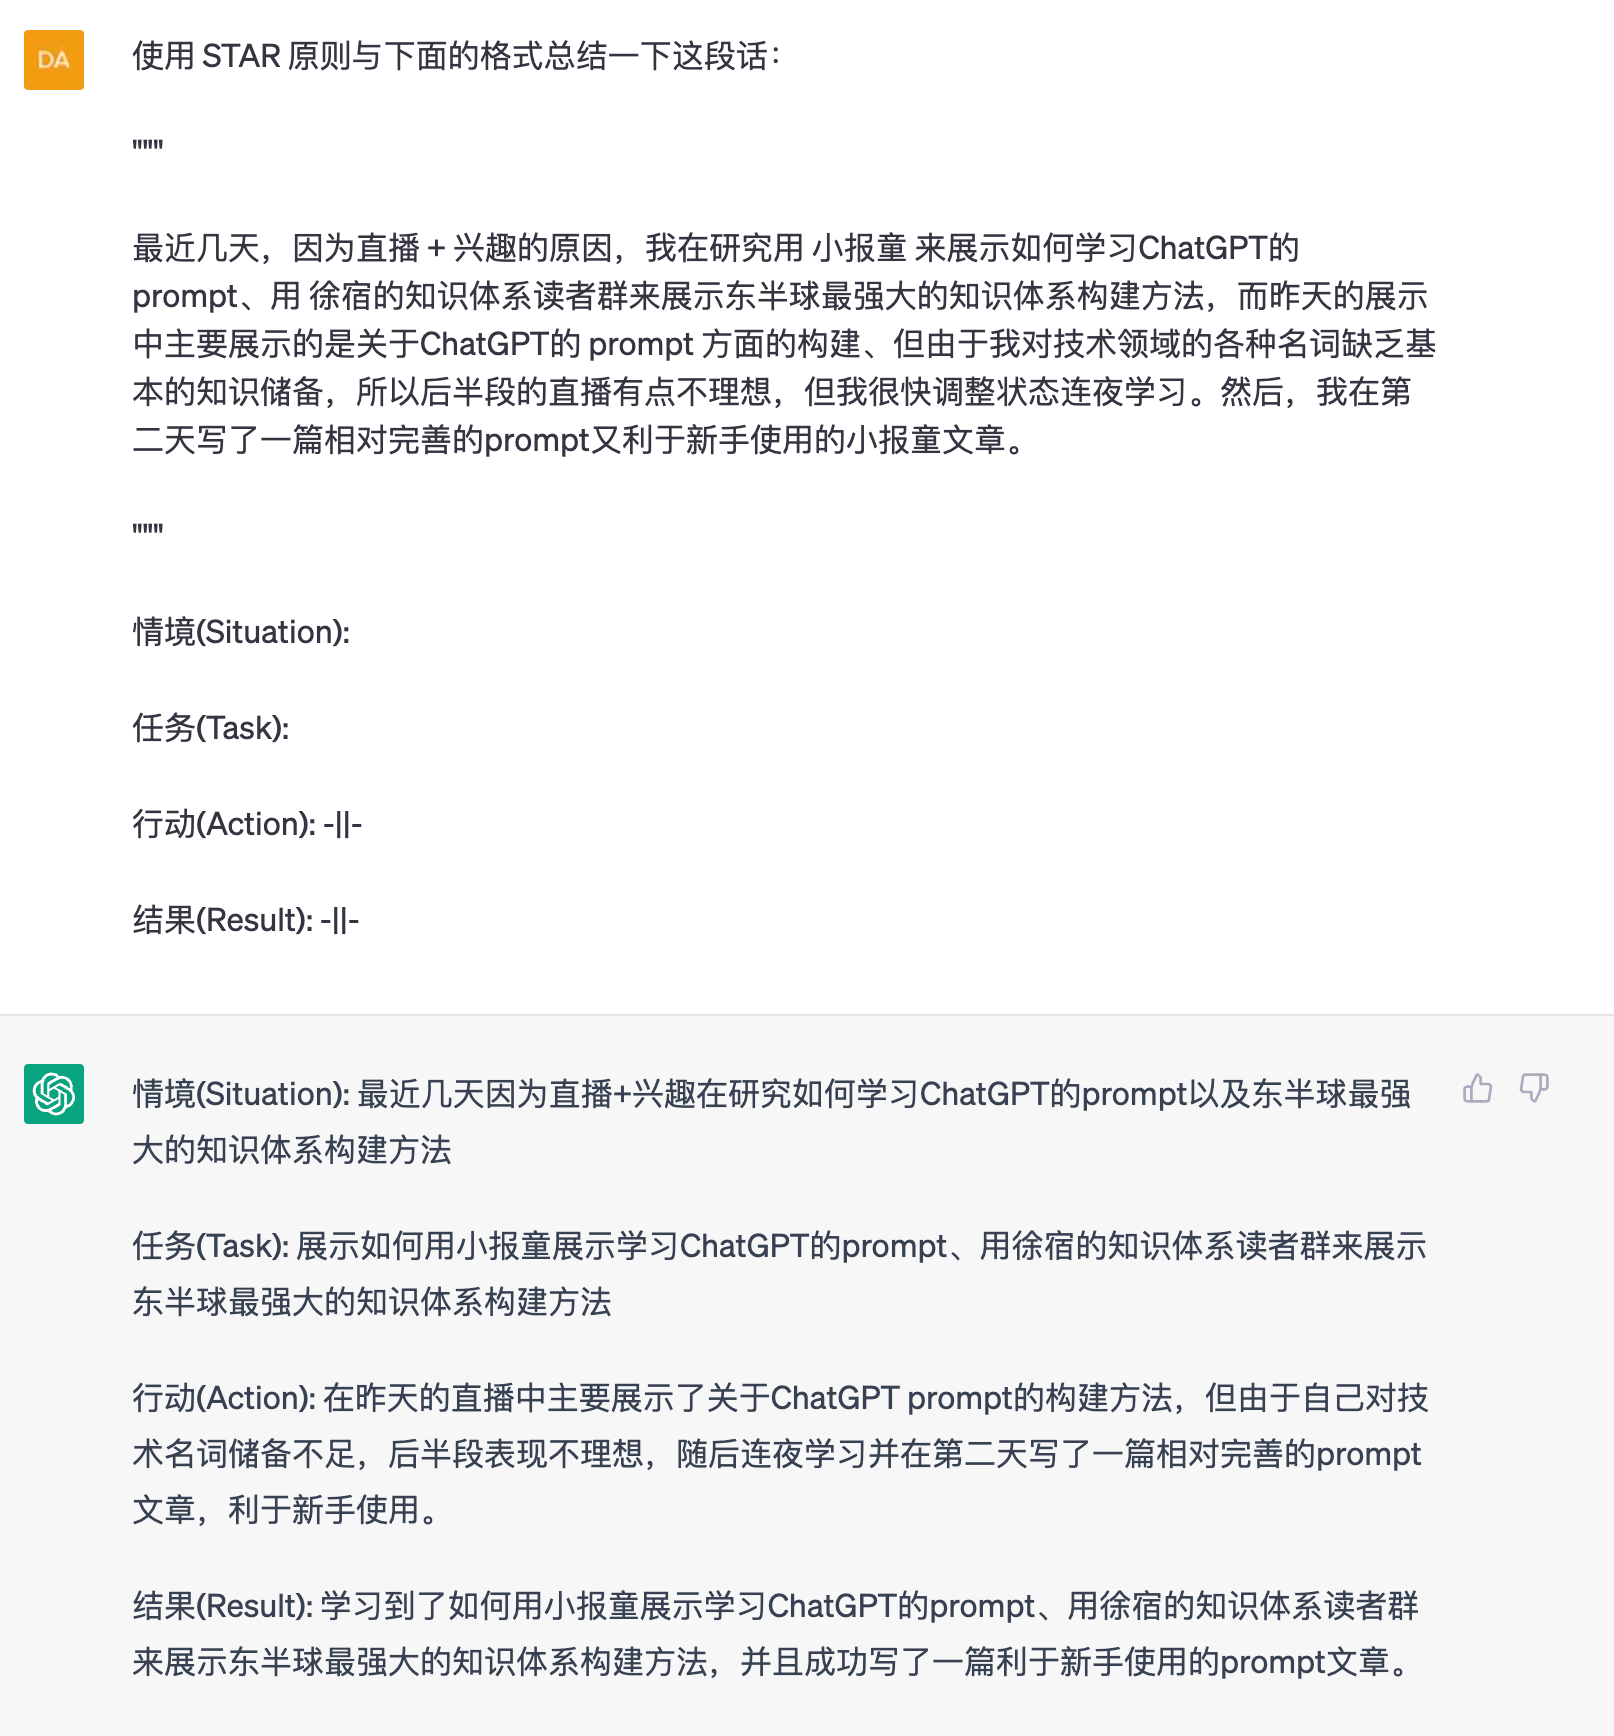 DA
使用 STAR 原则与下面的格式总结一下这段话：
"""
最近几天，因为直播 + 兴趣的原因，我在研究用 小报童 来展示如何学习ChatGPT的
prompt、用 徐宿的知识体系读者群来展示东半球最强大的知识体系构建方法，而昨天的展示
中主要展示的是关于ChatGPT的 prompt 方面的构建、但由于我对技术领域的各种名词缺乏基
本的知识储备，所以后半段的直播有点不理想，但我很快调整状态连夜学习。然后，我在第
二天写了一篇相对完善的prompt又利于新手使用的小报童文章。
"""
情境(Situation):
任务(Task):
行动(Action): -||-
结果(Result): -||-
情境(Situation): 最近几天因为直播+兴趣在研究如何学习ChatGPT的prompt以及东半球最强
大的知识体系构建方法
任务(Task): 展示如何用小报童展示学习ChatGPT的prompt、用徐宿的知识体系读者群来展示
东半球最强大的知识体系构建方法
行动(Action): 在昨天的直播中主要展示了关于ChatGPT prompt的构建方法，但由于自己对技
术名词储备不足，后半段表现不理想，随后连夜学习并在第二天写了一篇相对完善的prompt
文章，利于新手使用。
结果(Result): 学习到了如何用小报童展示学习ChatGPT的prompt、用徐宿的知识体系读者群
来展示东半球最强大的知识体系构建方法，并且成功写了一篇利于新手使用的prompt文章。